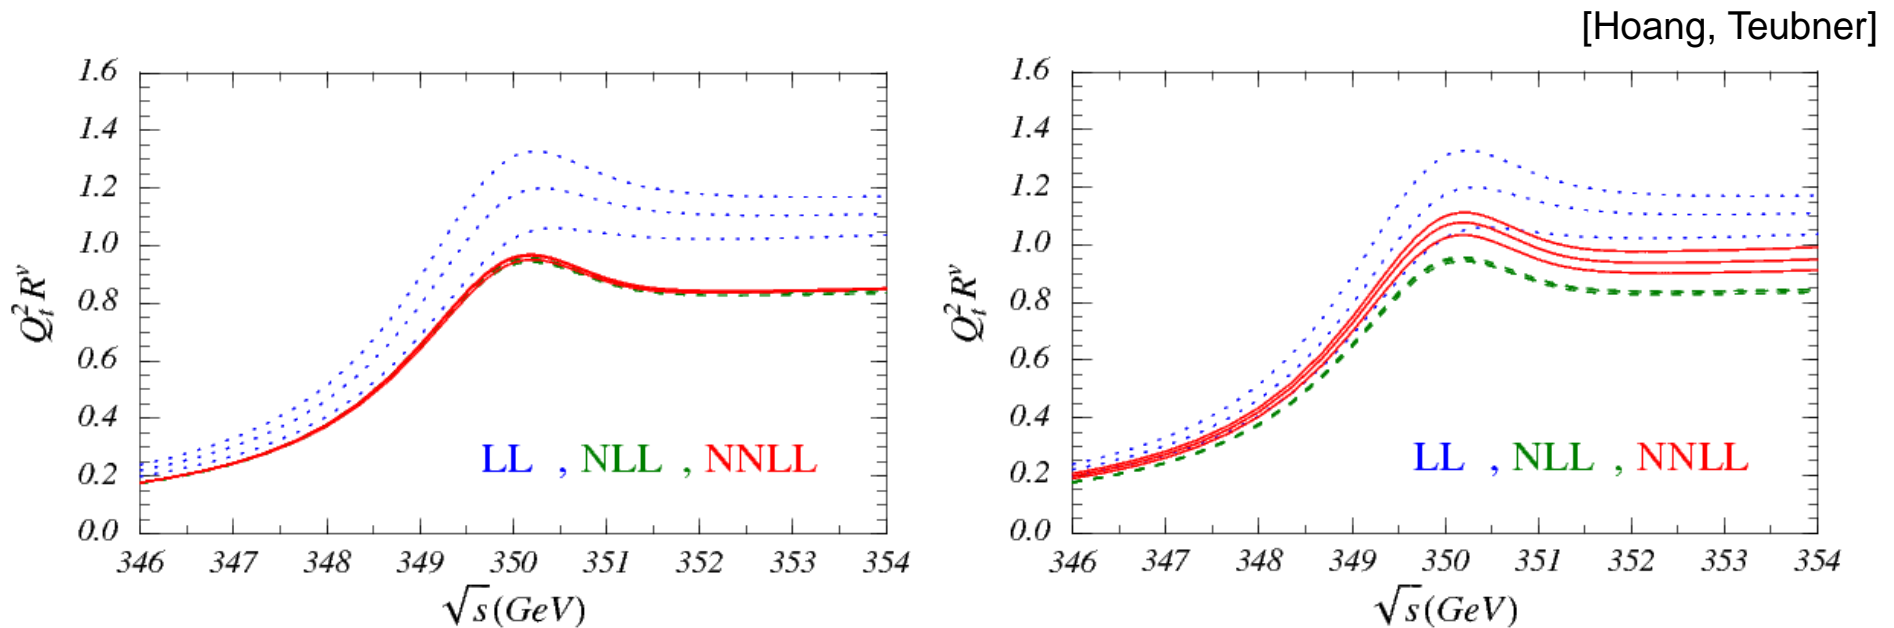 [Hoang, Teubner]
1.6
1.4
1.2
1.0
0.8
0.6
0.4
0.2
0.0
Q_t^2 R^v
LL , NLL , NNLL
346 347 348 349 350 351 352 353 354
√s(GeV)
1.6
1.4
1.2
1.0
0.8
0.6
0.4
0.2
0.0
Q_t^2 R^v
LL , NLL , NNLL
346 347 348 349 350 351 352 353 354
√s(GeV)